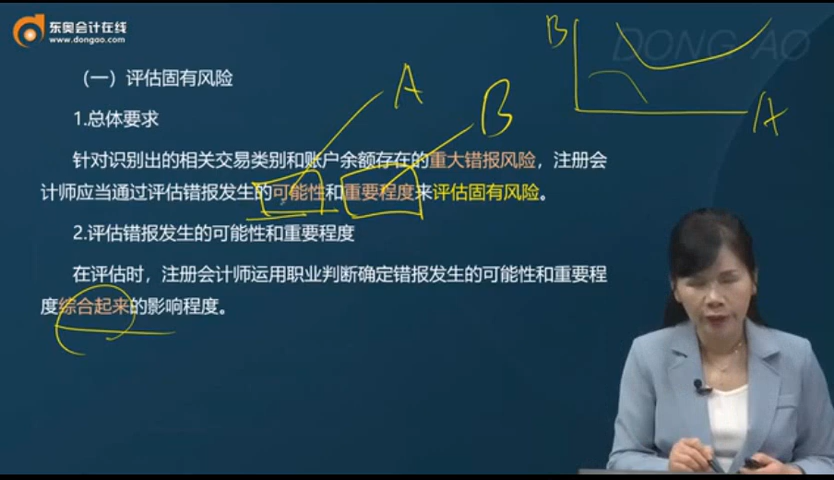 东奥会计在线
www.dongao.com
DONG AO
B
A
（一）评估固有风险
A
B
1.总体要求
针对识别出的相关交易类别和账户余额存在的重大错报风险，注册会
计师应当通过评估错报发生的可能性和重要程度来评估固有风险。
2.评估错报发生的可能性和重要程度
在评估时，注册会计师运用职业判断确定错报发生的可能性和重要程
度综合起来的影响程度。